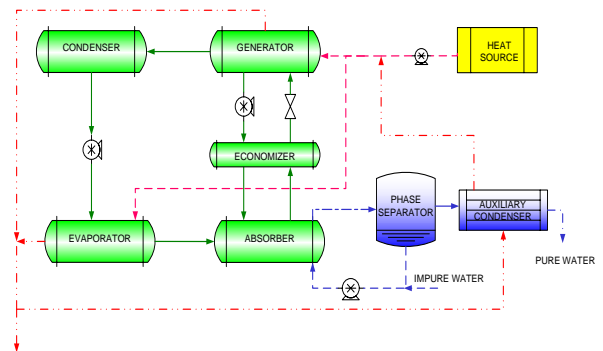 CONDENSER
GENERATOR
HEAT
SOURCE
ECONOMIZER
PHASE
SEPARATOR
AUXILIARY
CONDENSER
EVAPORATOR
ABSORBER
PURE WATER
IMPURE WATER